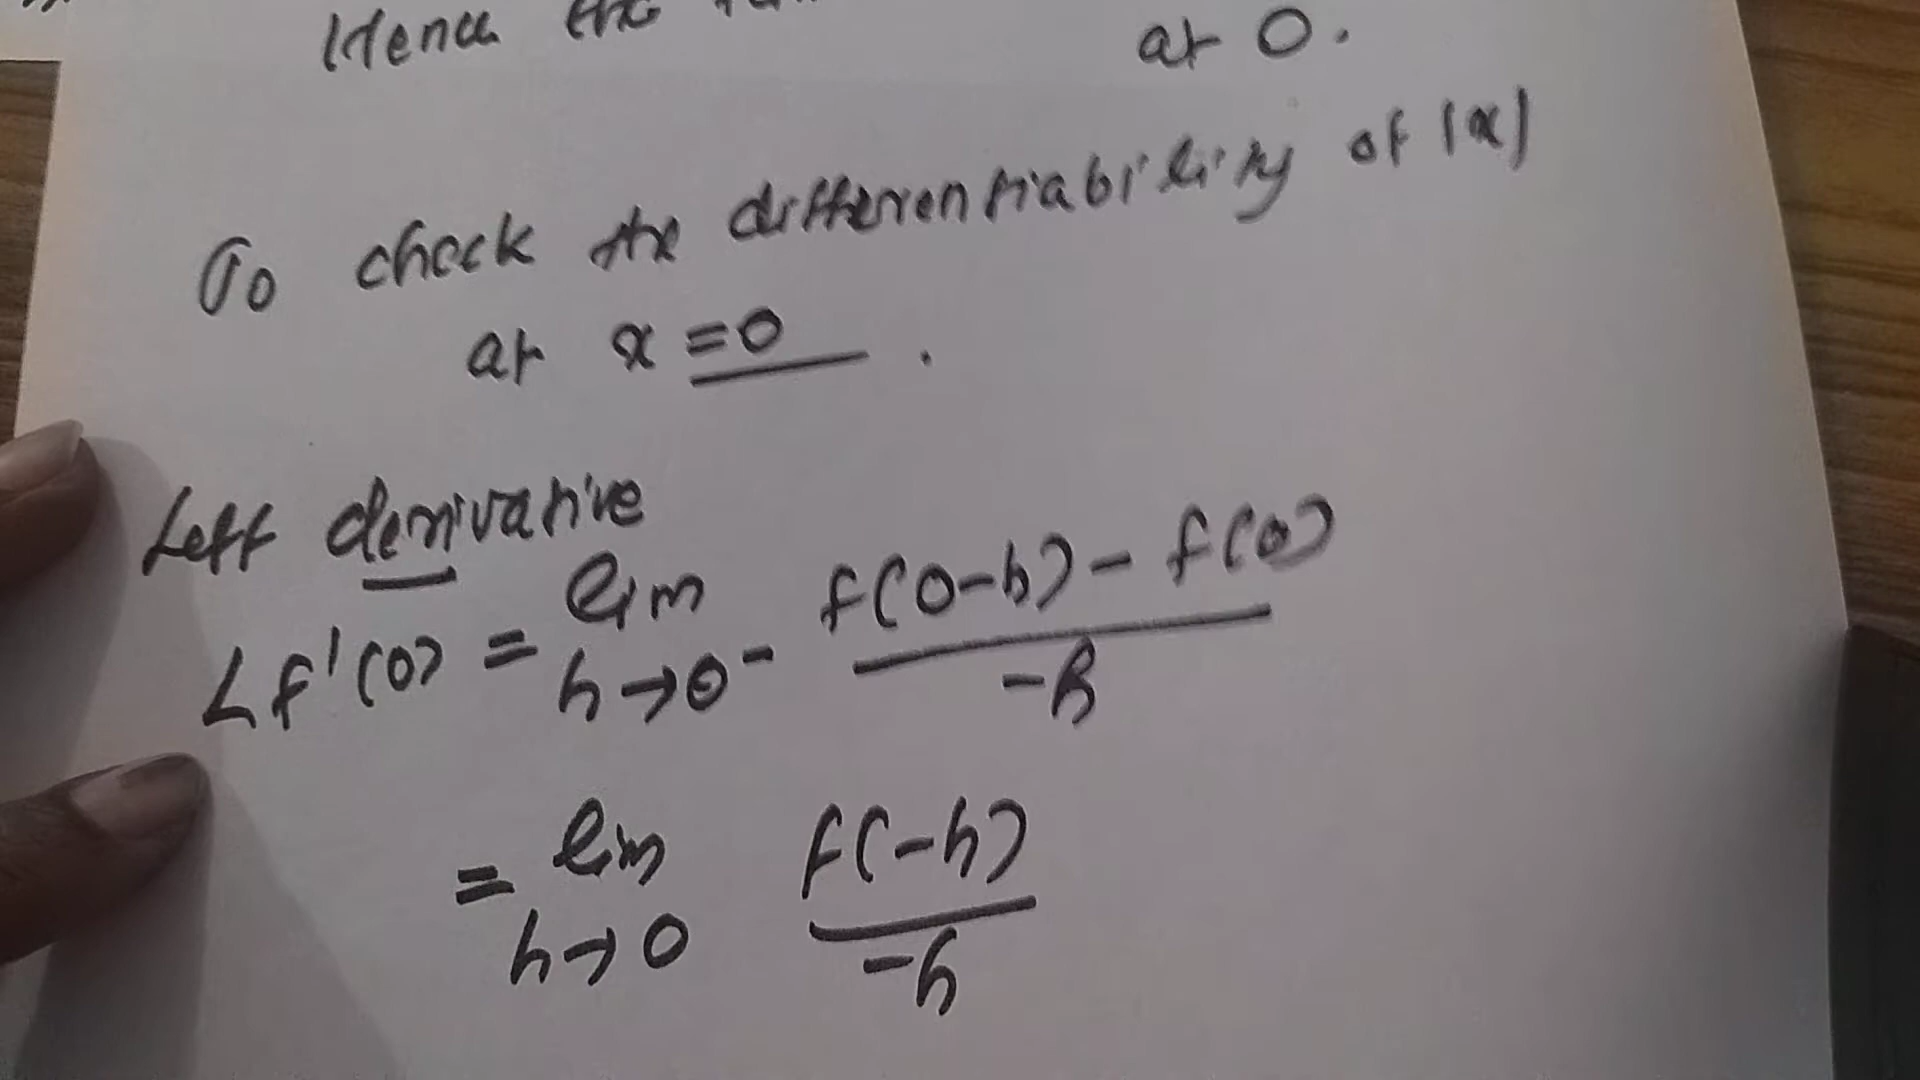 Hence the at 0.
To check the differentiability of |x|
at x = 0 .
Left derivative
Lf'(0) = lim h→0- f(0-h) - f(0) / -h
= lim h→0 f(-h) / -h